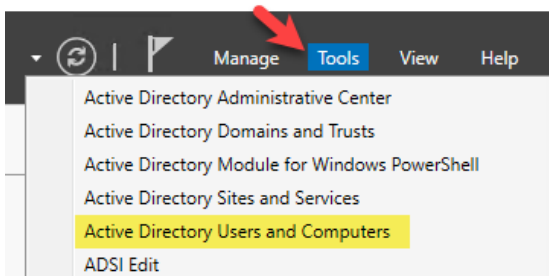 Manage Tools View Help
Active Directory Administrative Center
Active Directory Domains and Trusts
Active Directory Module for Windows PowerShell
Active Directory Sites and Services
Active Directory Users and Computers
ADSI Edit